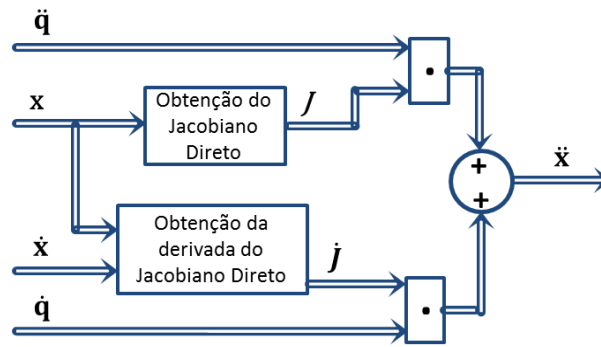 q̈
x
Obtenção do
Jacobiano
Direto
J
·
+
+
ẍ
ẋ
Obtenção da
derivada do
Jacobiano Direto
J̇
·
q̇